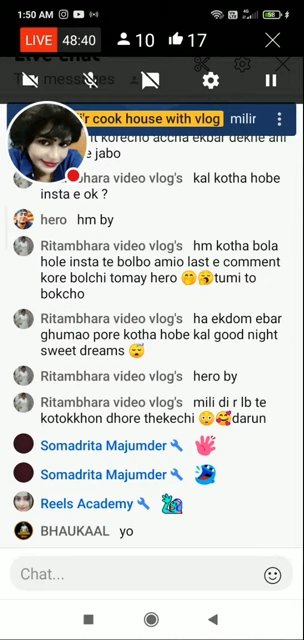 1:50 AM
58
LIVE 48:40 10 17
messages
i'r cook house with vlog milir
korecho accha ekbar dekhe
jabo
bhara video vlog's kal kotha hobe
insta e ok ?
hero hm by
Ritambhara video vlog's hm kotha bola
hole insta te bolbo amio last e comment
kore bolchi tomay hero 🤭🥱tumi to
bokcho
Ritambhara video vlog's ha ekdom ebar
ghumao pore kotha hobe kal good night
sweet dreams 😴
Ritambhara video vlog's hero by
Ritambhara video vlog's mili di r lb te
kotokkhon dhore thekechi 😳🥰darun
Somadrita Majumder
Somadrita Majumder
Reels Academy
BHAUKAAL yo
Chat...